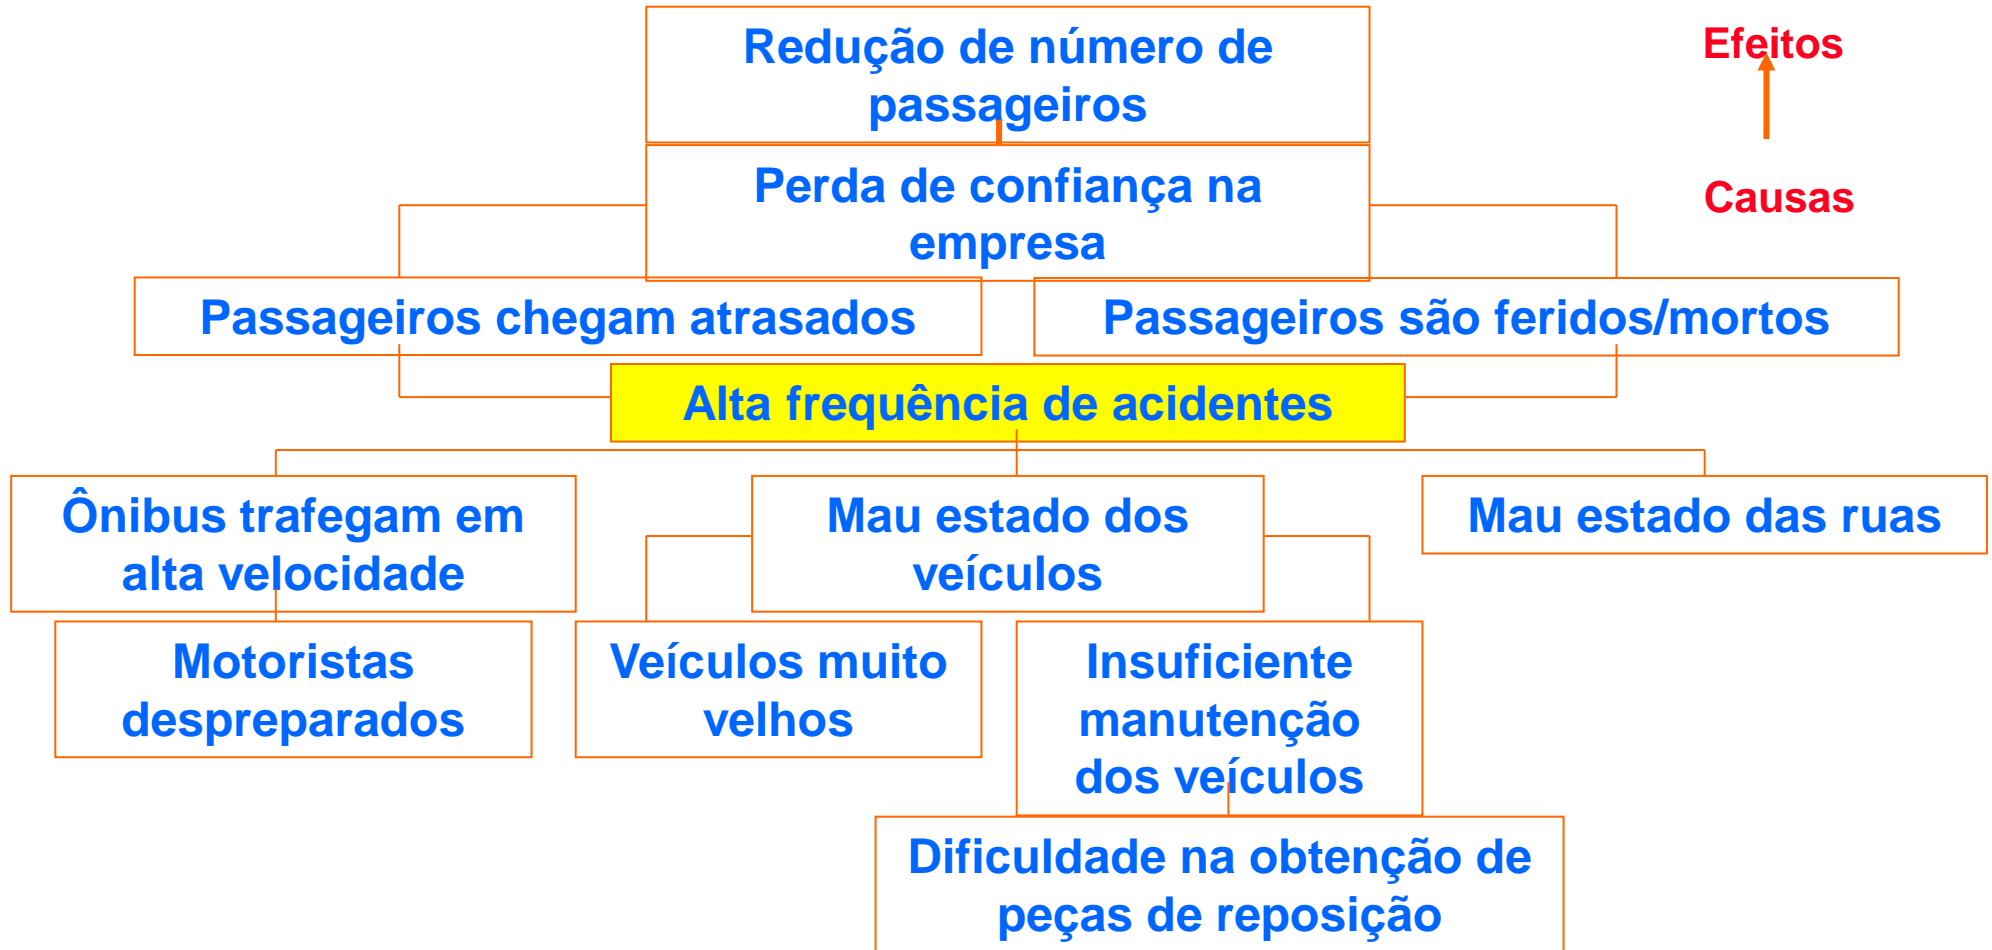 Redução de número de
passageiros
Efeitos
Perda de confiança na
empresa
Causas
Passageiros chegam atrasados
Passageiros são feridos/mortos
Alta frequência de acidentes
Ônibus trafegam em
alta velocidade
Mau estado dos
veículos
Mau estado das ruas
Motoristas
despreparados
Veículos muito
velhos
Insuficiente
manutenção
dos veículos
Dificuldade na obtenção de
peças de reposição